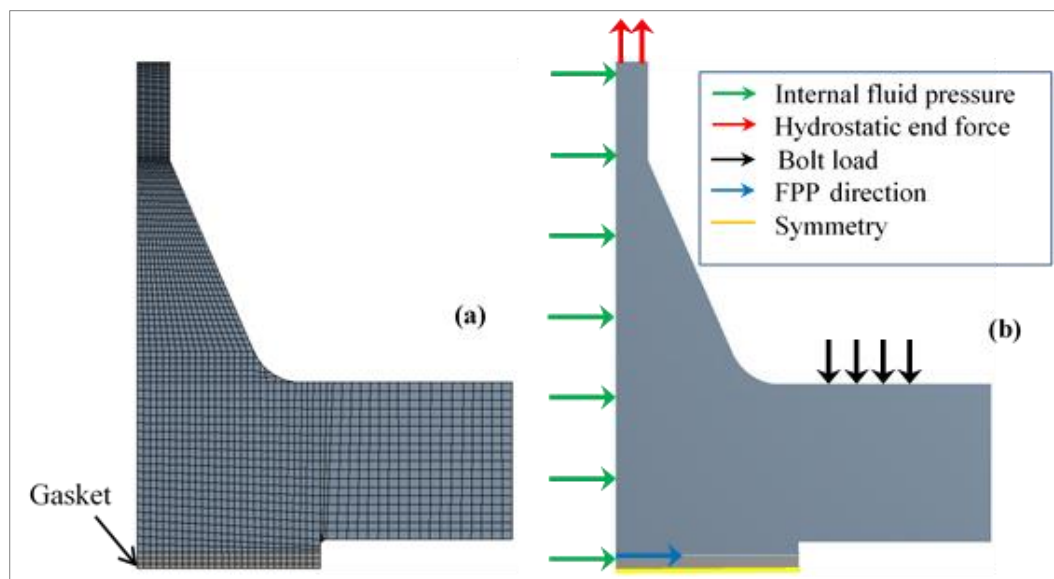 Internal fluid pressure
Hydrostatic end force
Bolt load
FPP direction
Symmetry
(a)
(b)
Gasket